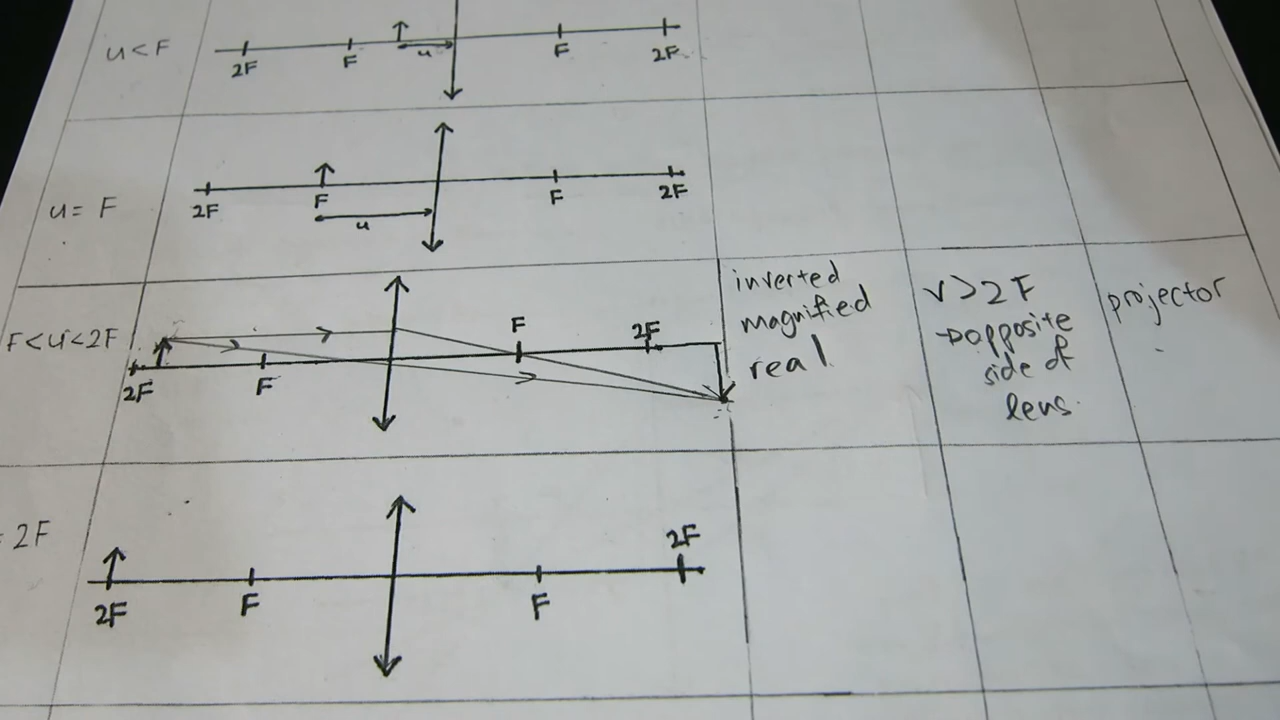 u < F
2F F u F 2F
u = F
2F F F 2F
u
F < u < 2F
2F F F 2F
inverted
magnified
real
v > 2F
→ opposite
side of
lens.
projector
= 2F
2F F F 2F